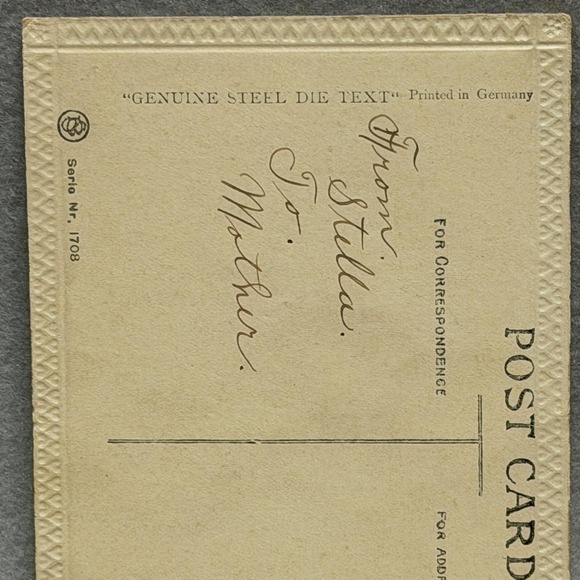 "GENUINE STEEL DIE TEXT" Printed in Germany
POST CARD
FOR CORRESPONDENCE
FOR ADDR
From.
Stella.
To.
Mother.
Serie Nr. 1708